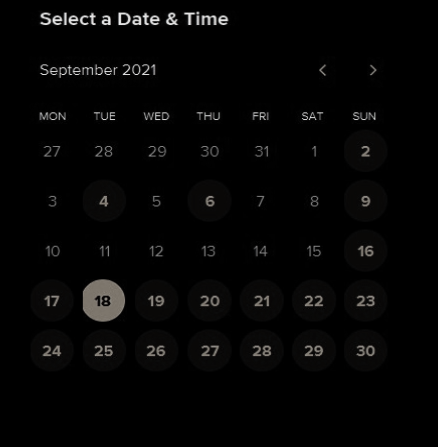 Select a Date & Time
September 2021
MON TUE WED THU FRI SAT SUN
27 28 29 30 31 1 2
3 4 5 6 7 8 9
10 11 12 13 14 15 16
17 18 19 20 21 22 23
24 25 26 27 28 29 30